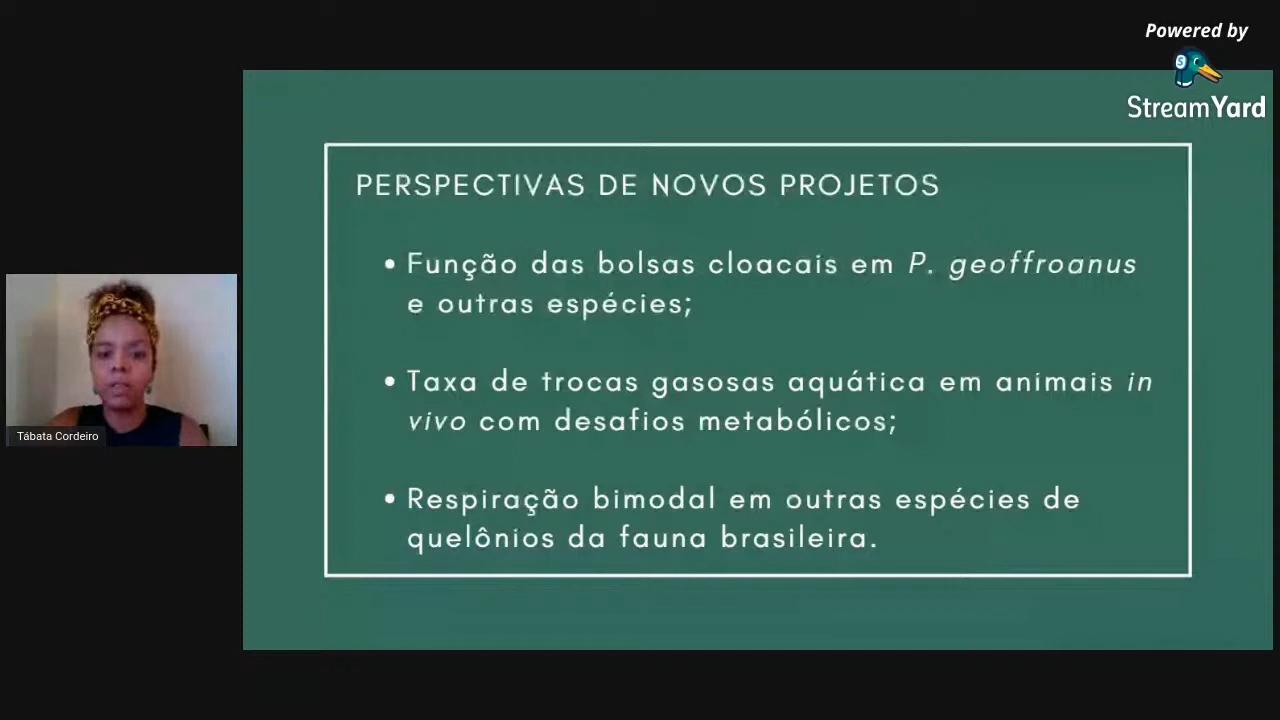 Powered by
StreamYard
PERSPECTIVAS DE NOVOS PROJETOS
• Função das bolsas cloacais em P. geoffroanus
e outras espécies;
• Taxa de trocas gasosas aquática em animais in
vivo com desafios metabólicos;
• Respiração bimodal em outras espécies de
quelônios da fauna brasileira.
Tábata Cordeiro